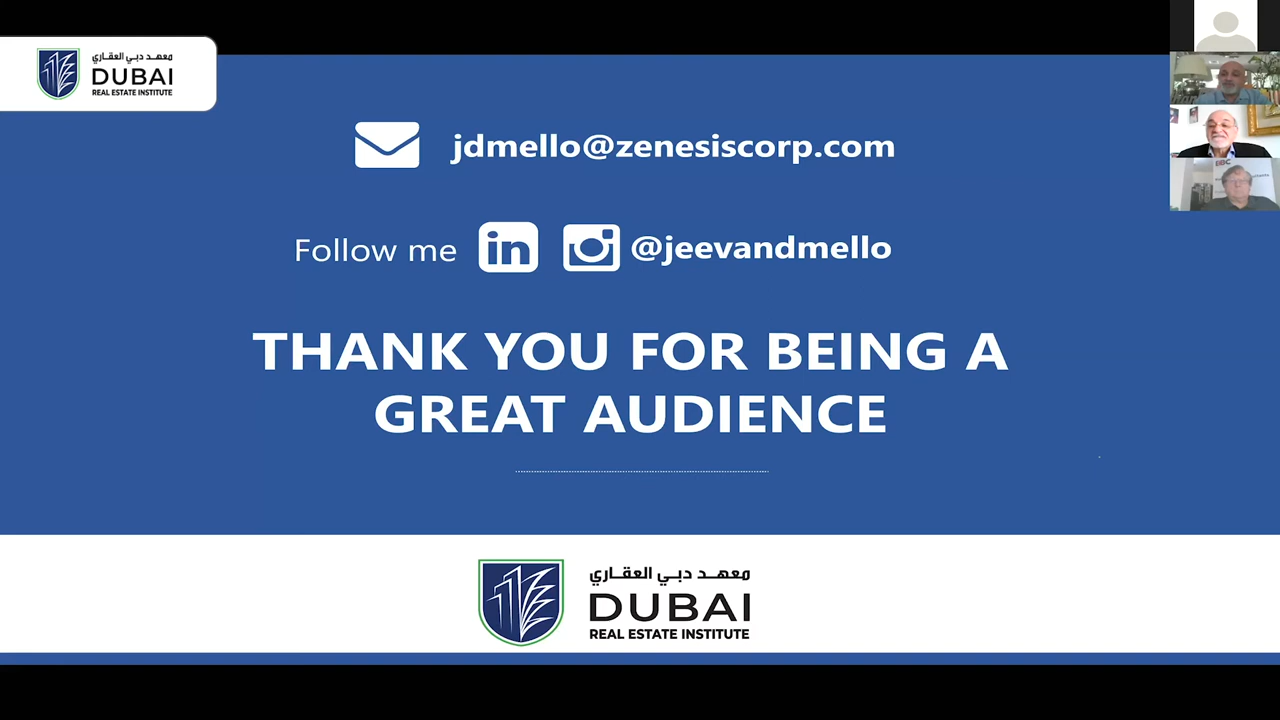 معهد دبي العقاري
DUBAI
REAL ESTATE INSTITUTE
jdmello@zenesiscorp.com
Follow me in @jeevandmello
THANK YOU FOR BEING A
GREAT AUDIENCE
معهد دبي العقاري
DUBAI
REAL ESTATE INSTITUTE